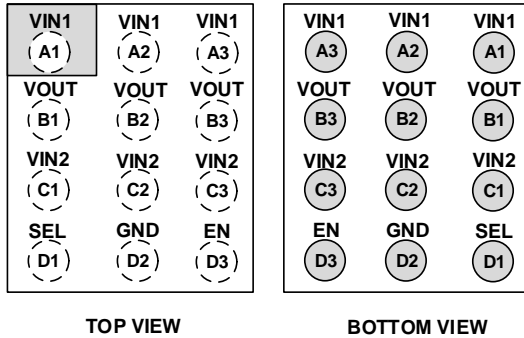 VIN1 VIN1 VIN1 VIN1 VIN1 VIN1
A1 A2 A3 A3 A2 A1
VOUT VOUT VOUT VOUT VOUT VOUT
B1 B2 B3 B3 B2 B1
VIN2 VIN2 VIN2 VIN2 VIN2 VIN2
C1 C2 C3 C3 C2 C1
SEL GND EN EN GND SEL
D1 D2 D3 D3 D2 D1
TOP VIEW BOTTOM VIEW